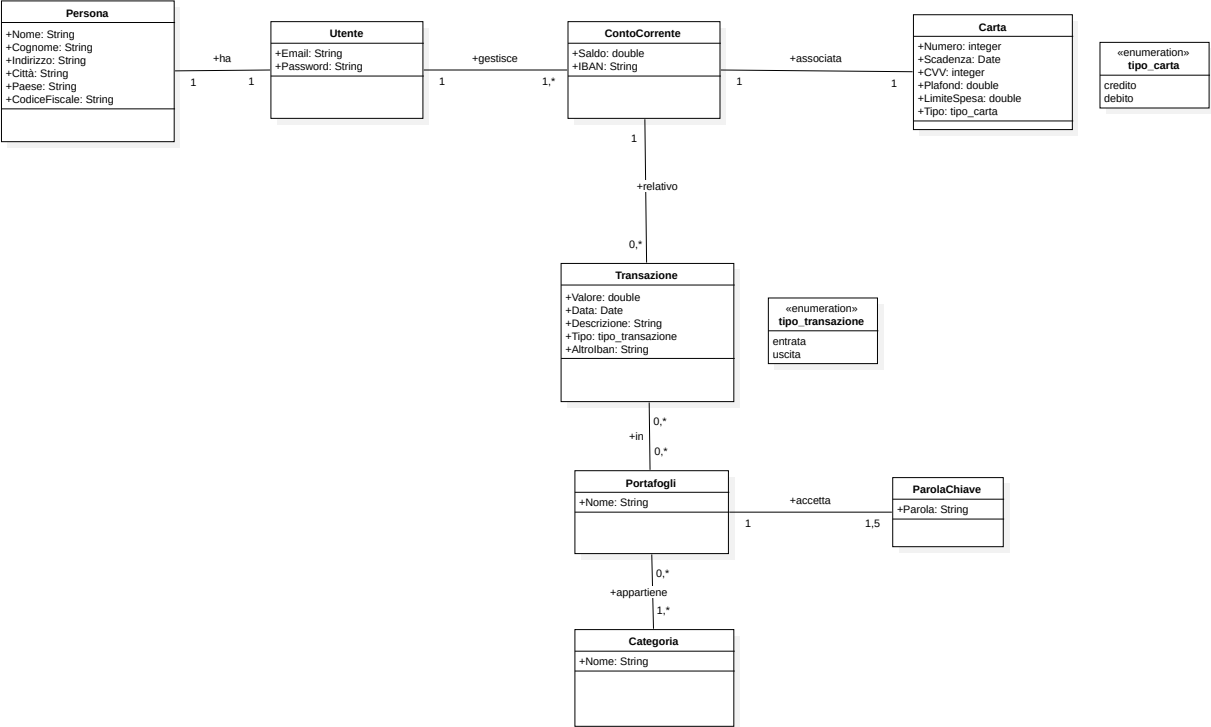 Persona
+Nome: String
+Cognome: String
+Indirizzo: String
+Città: String
+Paese: String
+CodiceFiscale: String
+ha
1
1
Utente
+Email: String
+Password: String
+gestisce
1
1,*
ContoCorrente
+Saldo: double
+IBAN: String
+associata
1
1
Carta
+Numero: integer
+Scadenza: Date
+CVV: integer
+Plafond: double
+LimiteSpesa: double
+Tipo: tipo_carta
«enumeration»
tipo_carta
credito
debito
1
+relativo
0,*
Transazione
+Valore: double
+Data: Date
+Descrizione: String
+Tipo: tipo_transazione
+AltroIban: String
«enumeration»
tipo_transazione
entrata
uscita
0,*
+in
0,*
Portafogli
+Nome: String
+accetta
1
1,5
ParolaChiave
+Parola: String
0,*
+appartiene
1,*
Categoria
+Nome: String